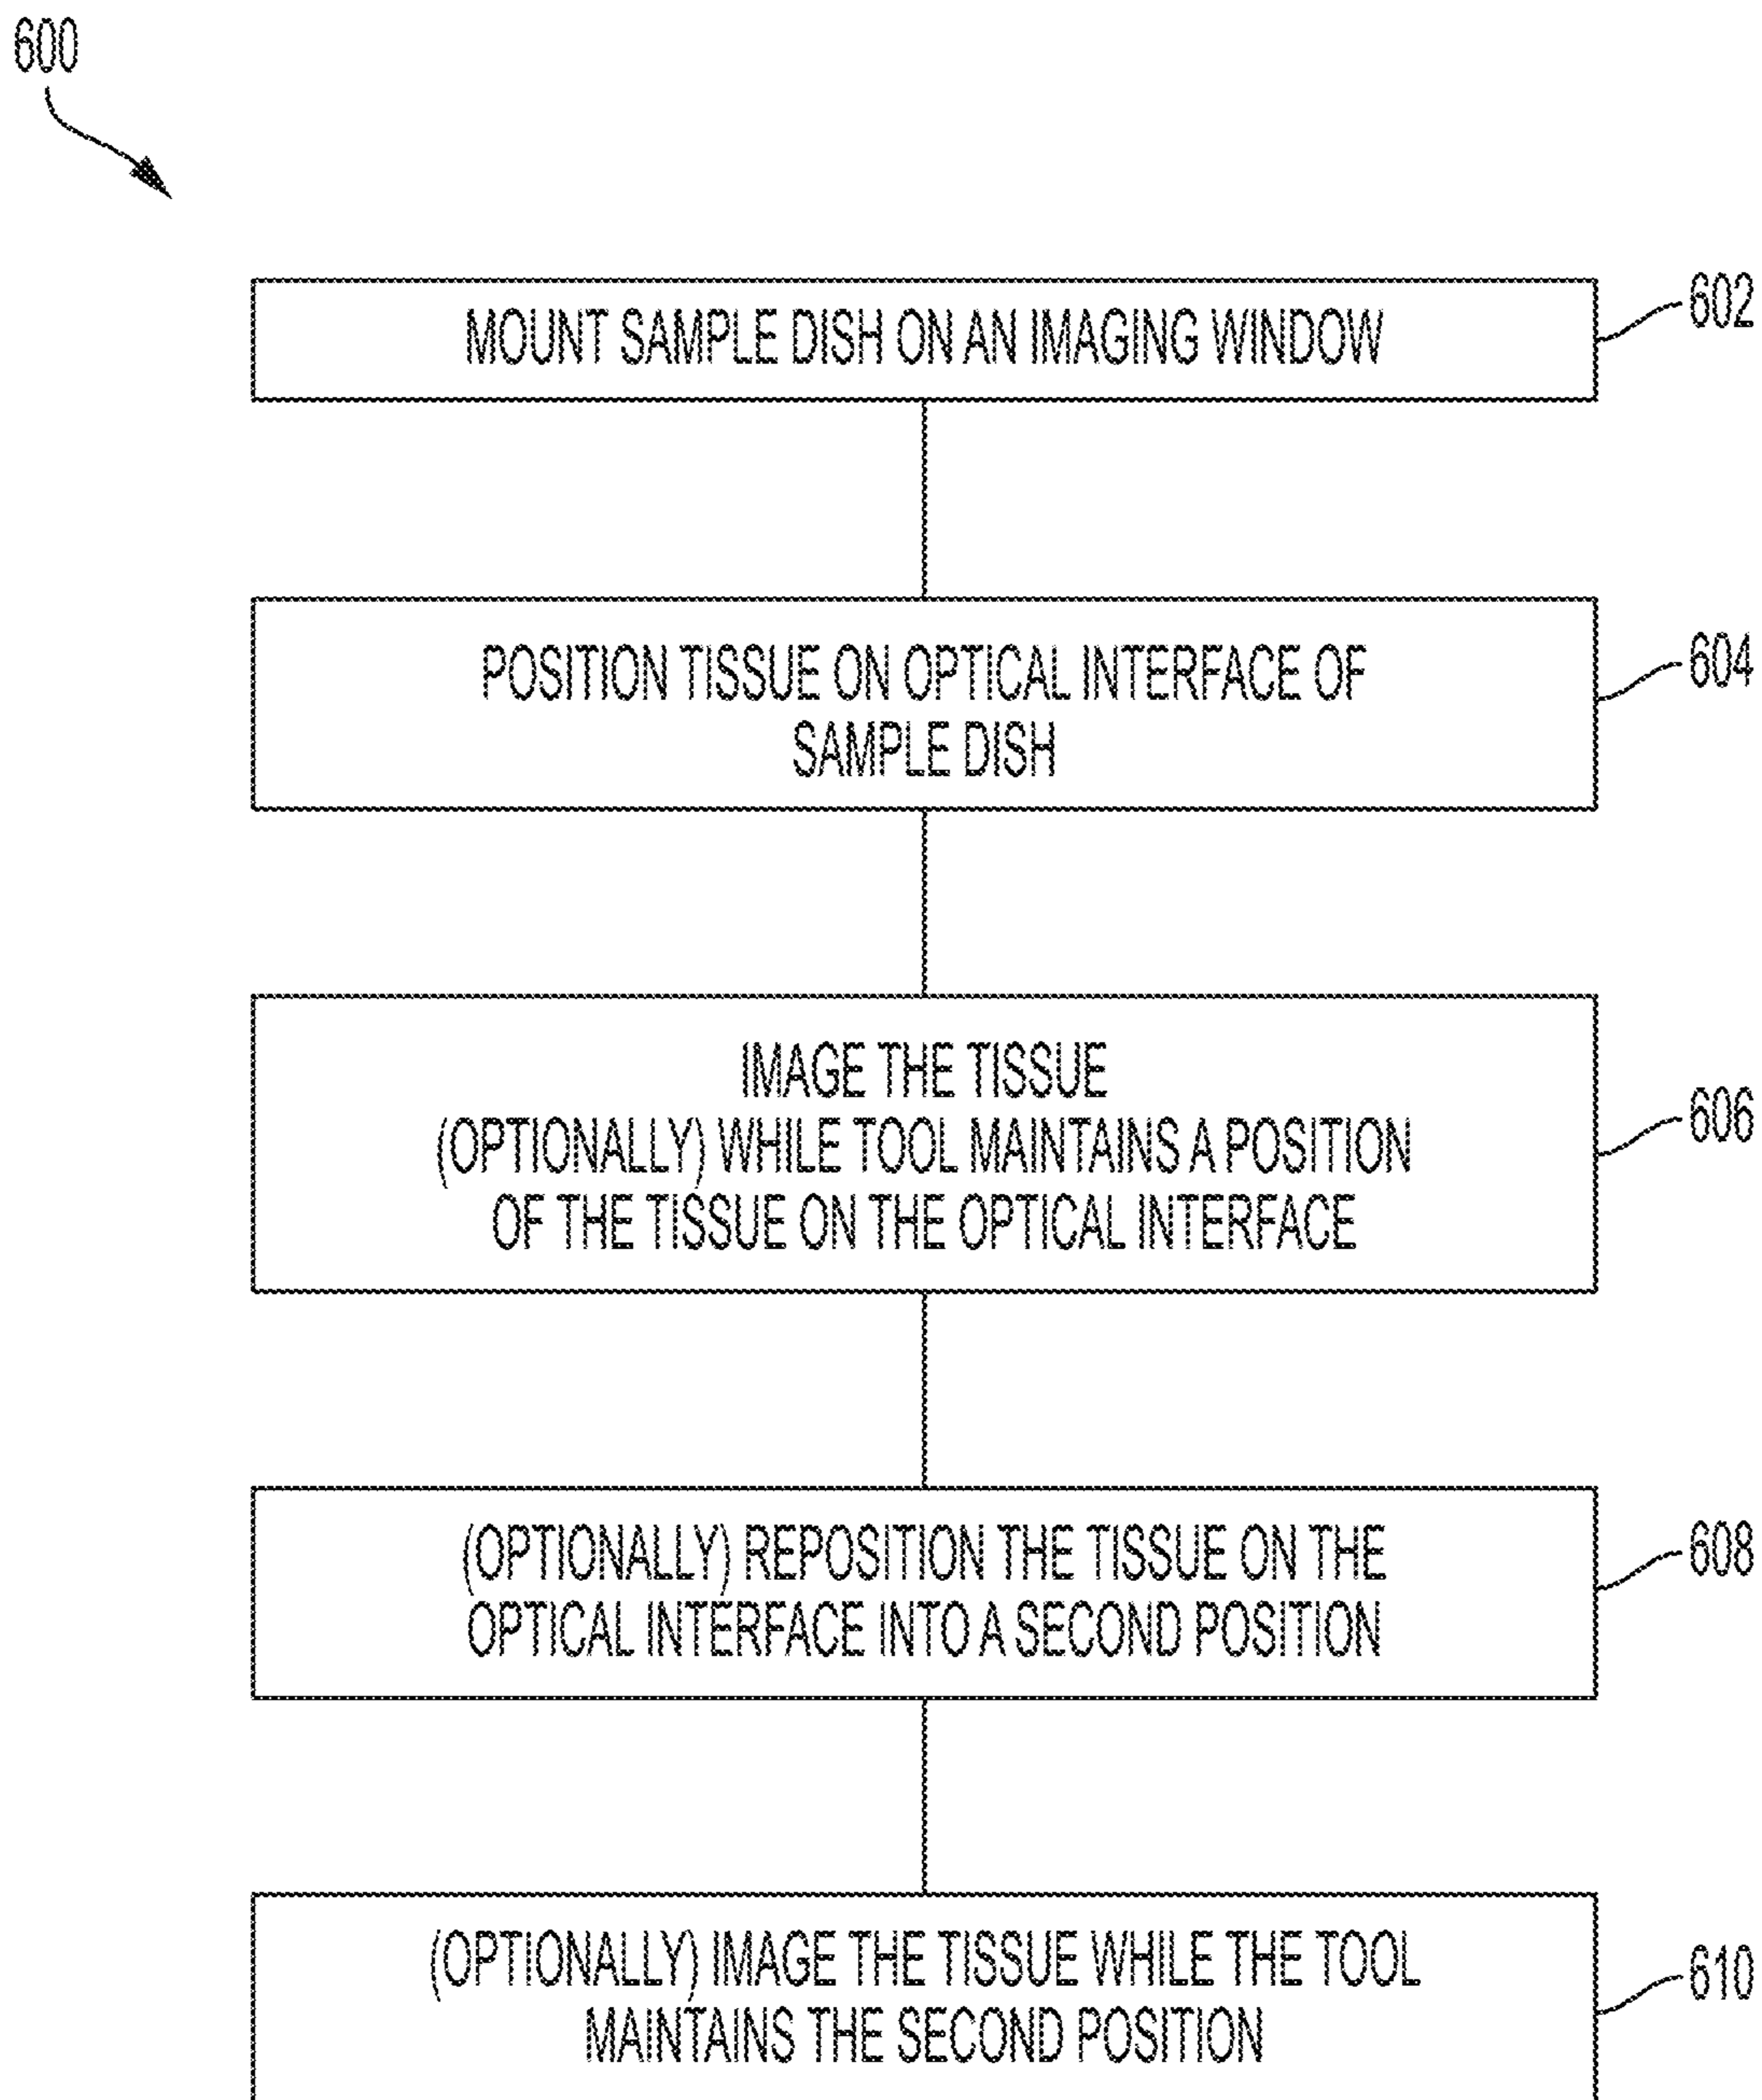 600
MOUNT SAMPLE DISH ON AN IMAGING WINDOW
602
POSITION TISSUE ON OPTICAL INTERFACE OF
SAMPLE DISH
604
IMAGE THE TISSUE
(OPTIONALLY) WHILE TOOL MAINTAINS A POSITION
OF THE TISSUE ON THE OPTICAL INTERFACE
606
(OPTIONALLY) REPOSITION THE TISSUE ON THE
OPTICAL INTERFACE INTO A SECOND POSITION
608
(OPTIONALLY) IMAGE THE TISSUE WHILE THE TOOL
MAINTAINS THE SECOND POSITION
610